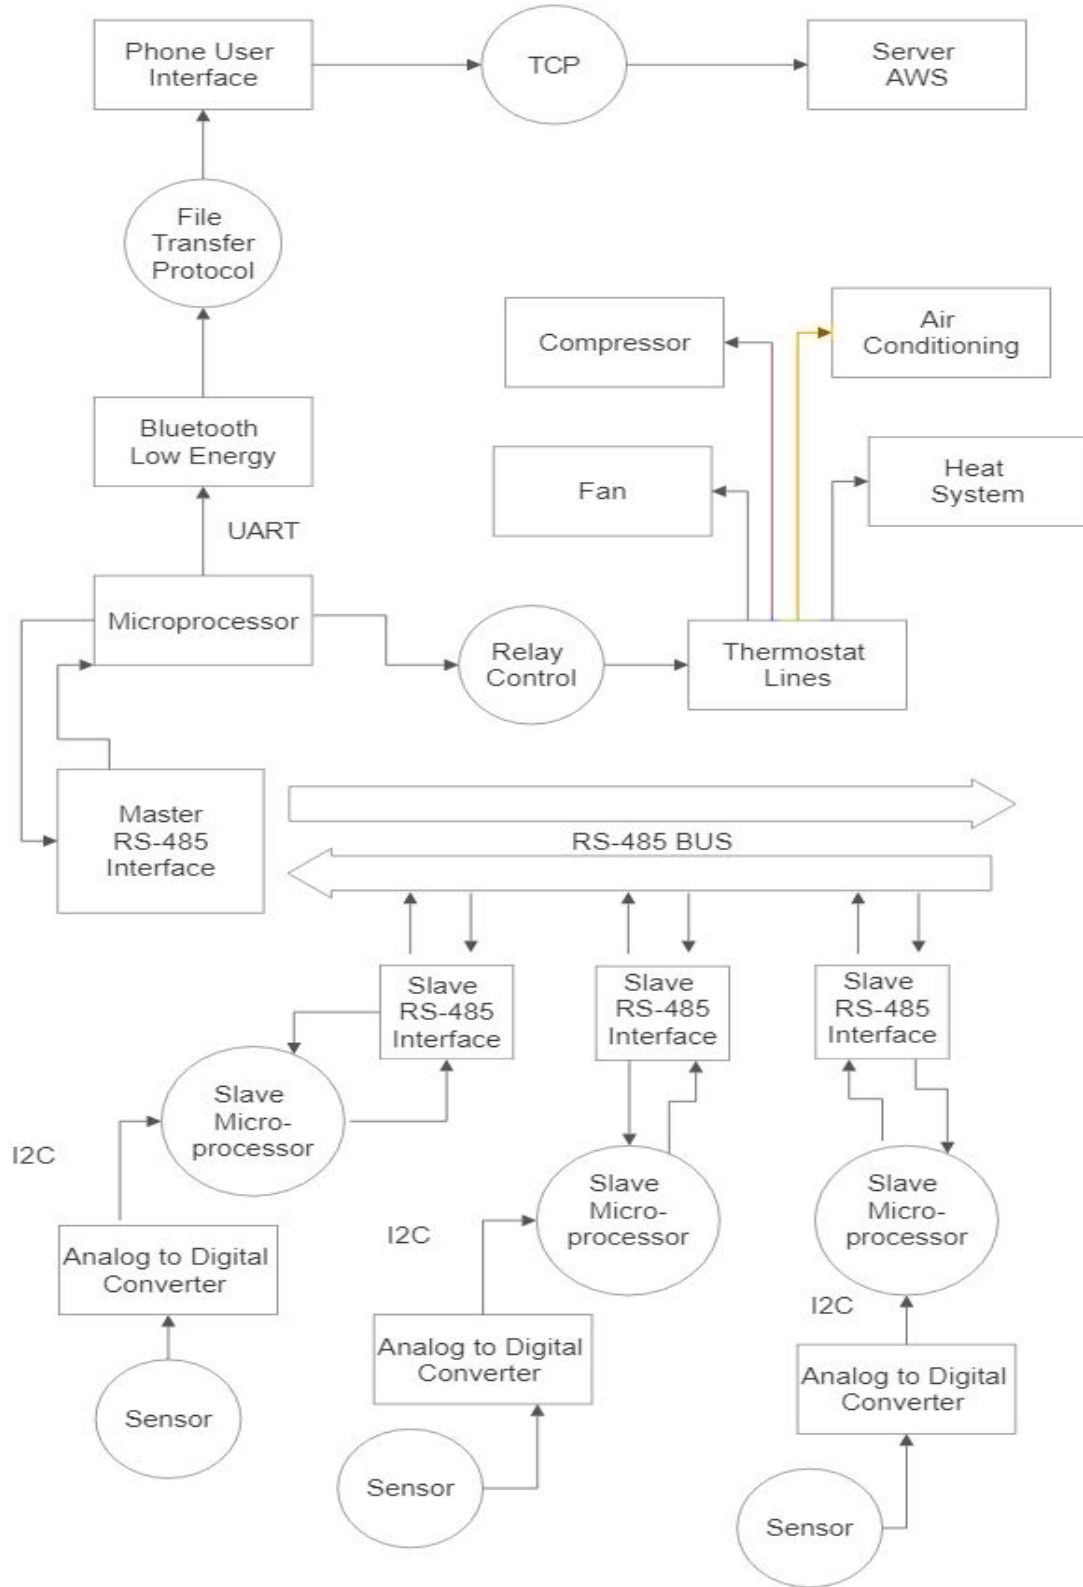 Phone User
Interface
TCP
Server
AWS
File
Transfer
Protocol
Compressor
Air
Conditioning
Bluetooth
Low Energy
Fan
Heat
System
UART
Microprocessor
Relay
Control
Thermostat
Lines
Master
RS-485
Interface
RS-485 BUS
Slave
RS-485
Interface
Slave
RS-485
Interface
Slave
RS-485
Interface
Slave
Micro-
processor
I2C
Slave
Micro-
processor
Slave
Micro-
processor
I2C
Analog to Digital
Converter
I2C
Analog to Digital
Converter
Analog to Digital
Converter
Sensor
Sensor
Sensor